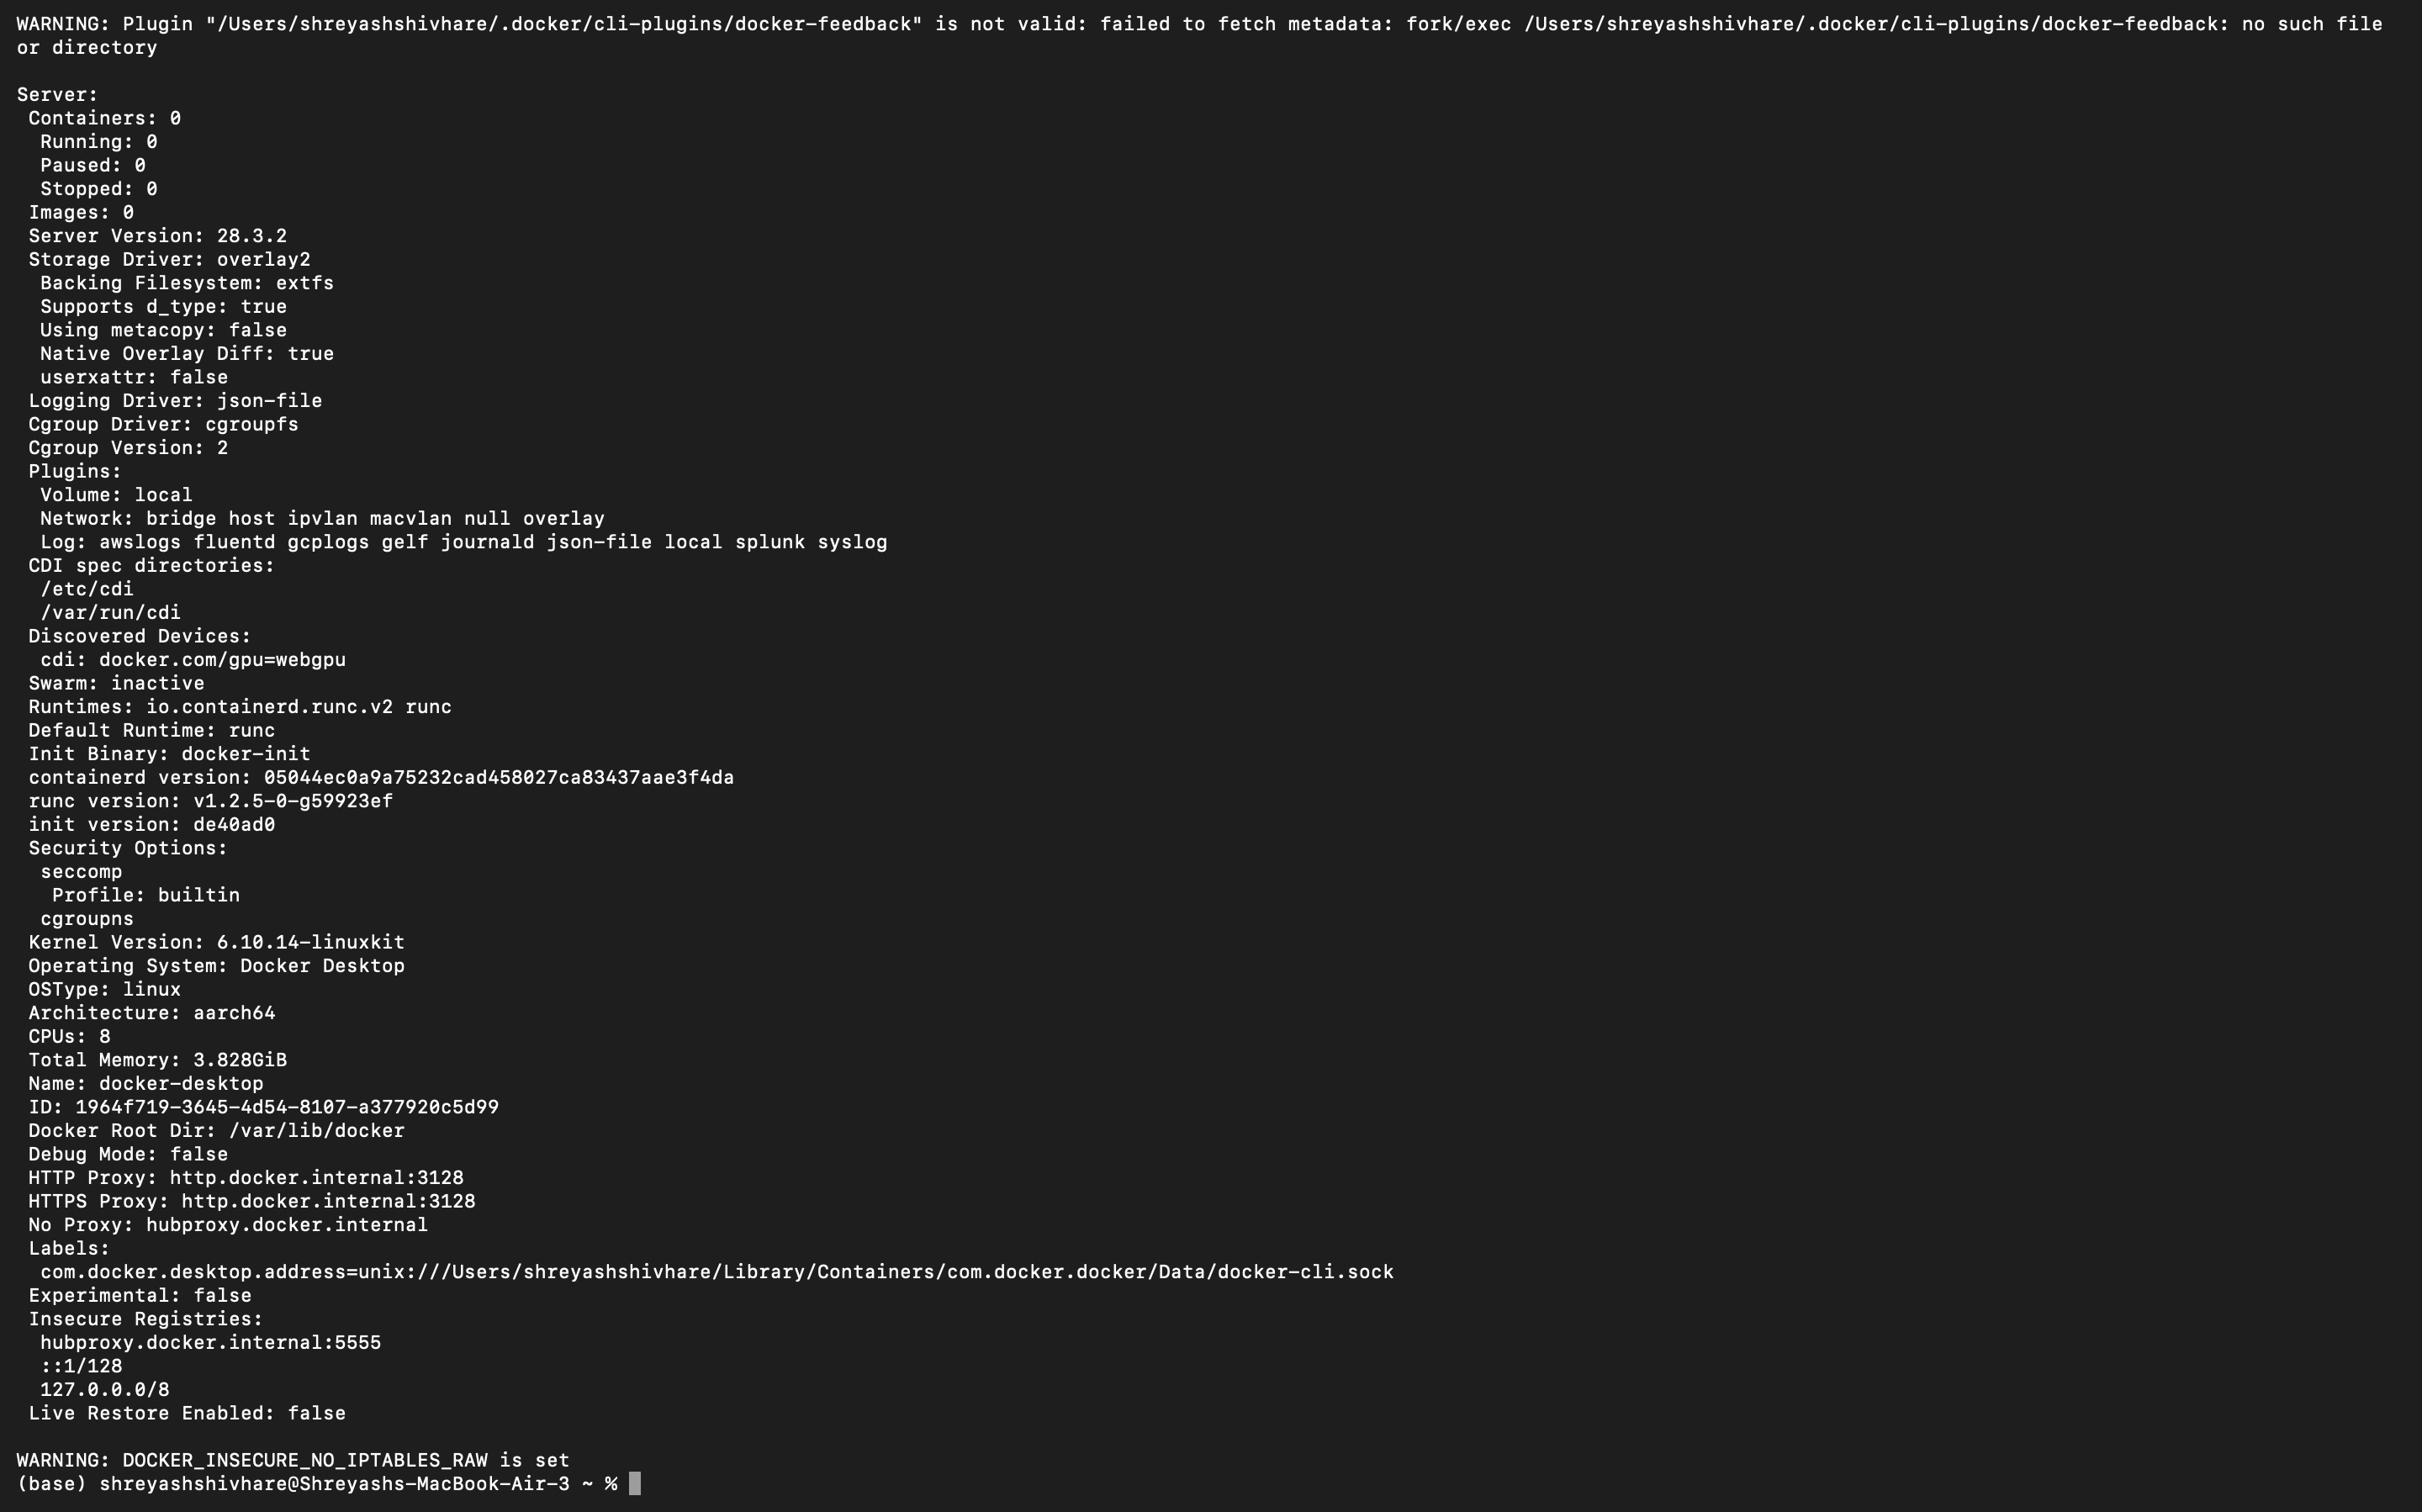 WARNING: Plugin "/Users/shreyashshivhare/.docker/cli-plugins/docker-feedback" is not valid: failed to fetch metadata: fork/exec /Users/shreyashshivhare/.docker/cli-plugins/docker-feedback: no such file
or directory

Server:
 Containers: 0
  Running: 0
  Paused: 0
  Stopped: 0
 Images: 0
 Server Version: 28.3.2
 Storage Driver: overlay2
  Backing Filesystem: extfs
  Supports d_type: true
  Using metacopy: false
  Native Overlay Diff: true
  userxattr: false
 Logging Driver: json-file
 Cgroup Driver: cgroupfs
 Cgroup Version: 2
 Plugins:
  Volume: local
  Network: bridge host ipvlan macvlan null overlay
  Log: awslogs fluentd gcplogs gelf journald json-file local splunk syslog
 CDI spec directories:
  /etc/cdi
  /var/run/cdi
 Discovered Devices:
  cdi: docker.com/gpu=webgpu
 Swarm: inactive
 Runtimes: io.containerd.runc.v2 runc
 Default Runtime: runc
 Init Binary: docker-init
 containerd version: 05044ec0a9a75232cad458027ca83437aae3f4da
 runc version: v1.2.5-0-g59923ef
 init version: de40ad0
 Security Options:
  seccomp
   Profile: builtin
  cgroupns
 Kernel Version: 6.10.14-linuxkit
 Operating System: Docker Desktop
 OSType: linux
 Architecture: aarch64
 CPUs: 8
 Total Memory: 3.828GiB
 Name: docker-desktop
 ID: 1964f719-3645-4d54-8107-a377920c5d99
 Docker Root Dir: /var/lib/docker
 Debug Mode: false
 HTTP Proxy: http.docker.internal:3128
 HTTPS Proxy: http.docker.internal:3128
 No Proxy: hubproxy.docker.internal
 Labels:
  com.docker.desktop.address=unix:///Users/shreyashshivhare/Library/Containers/com.docker.docker/Data/docker-cli.sock
 Experimental: false
 Insecure Registries:
  hubproxy.docker.internal:5555
  ::1/128
  127.0.0.0/8
 Live Restore Enabled: false

WARNING: DOCKER_INSECURE_NO_IPTABLES_RAW is set
(base) shreyashshivhare@Shreyashs-MacBook-Air-3 ~ %